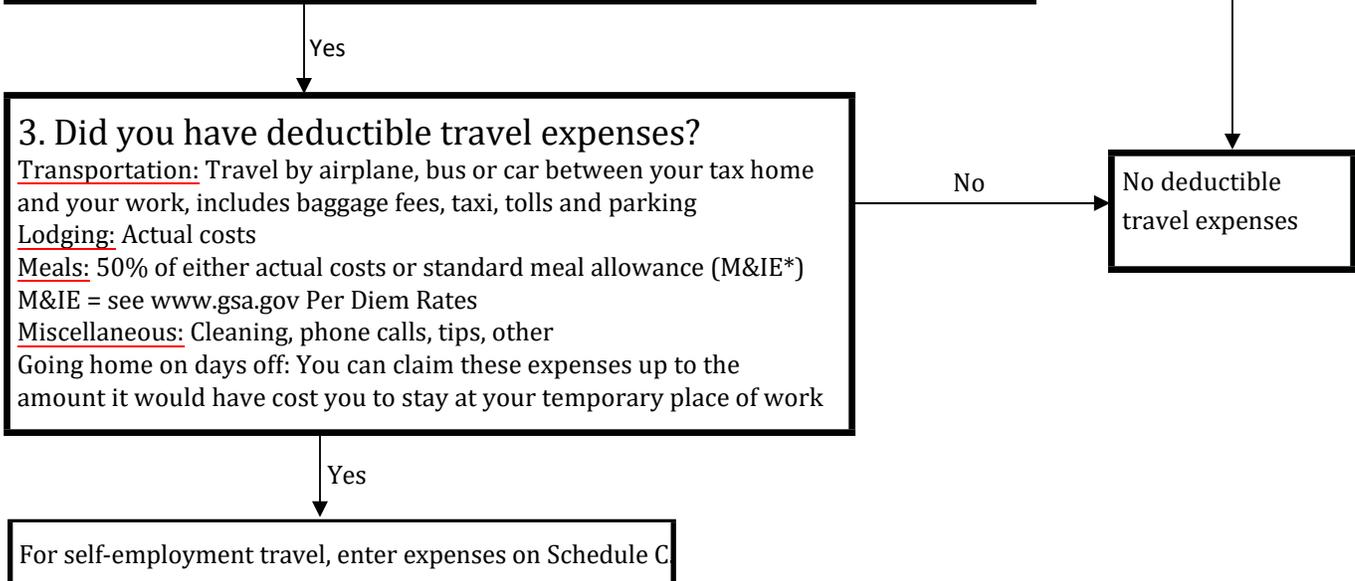 Yes
3. Did you have deductible travel expenses?
Transportation: Travel by airplane, bus or car between your tax home
and your work, includes baggage fees, taxi, tolls and parking
Lodging: Actual costs
Meals: 50% of either actual costs or standard meal allowance (M&IE*)
M&IE = see www.gsa.gov Per Diem Rates
Miscellaneous: Cleaning, phone calls, tips, other
Going home on days off: You can claim these expenses up to the
amount it would have cost you to stay at your temporary place of work
No
No deductible
travel expenses
Yes
For self-employment travel, enter expenses on Schedule C.